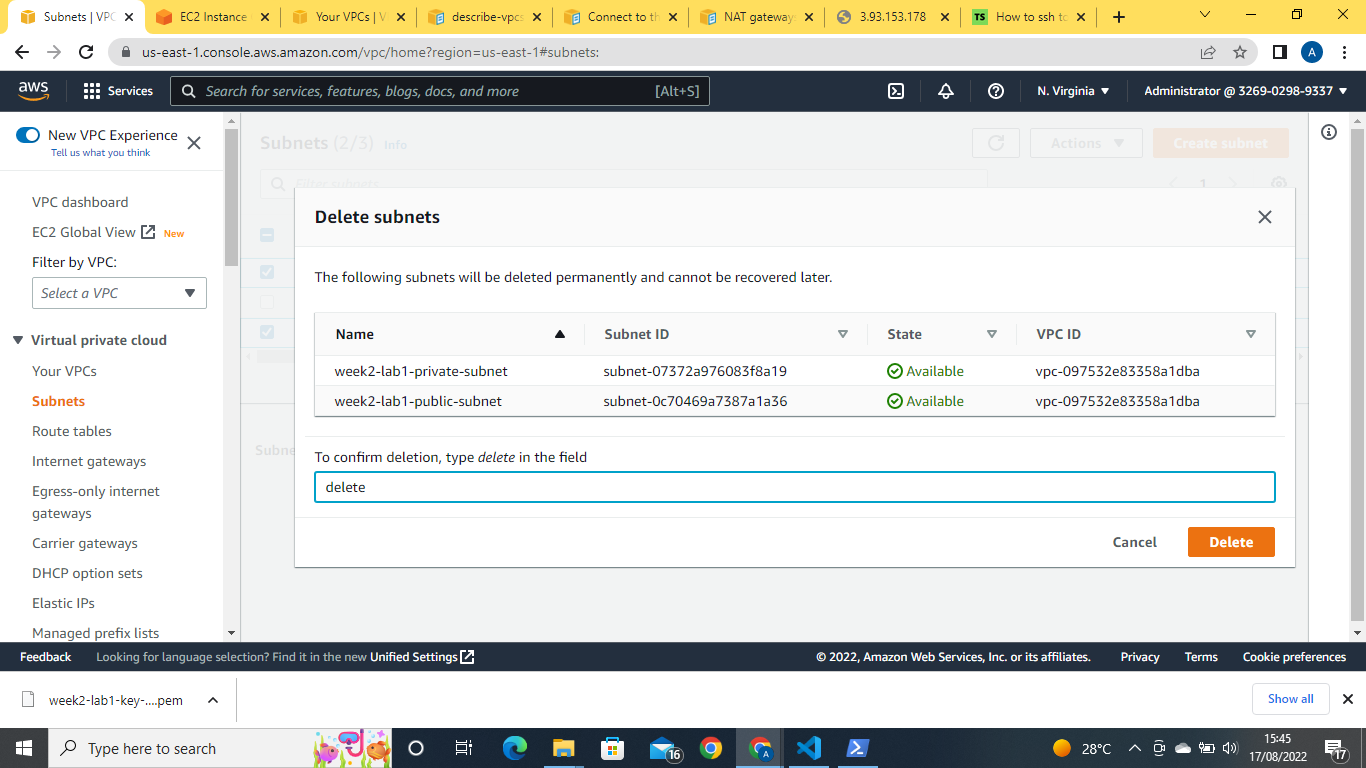 Subnets | VPC
EC2 Instance
Your VPCs | V
describe-vpcs
Connect to th
NAT gateways
3.93.153.178
How to ssh to
us-east-1.console.aws.amazon.com/vpc/home?region=us-east-1#subnets:
A
aws
Services
Search for services, features, blogs, docs, and more
[Alt+S]
N. Virginia
Administrator @ 3269-0298-9337
New VPC Experience
Tell us what you think
VPC dashboard
EC2 Global View
New
Filter by VPC:
Select a VPC
Virtual private cloud
Your VPCs
Subnets
Route tables
Internet gateways
Egress-only internet
gateways
Carrier gateways
DHCP option sets
Elastic IPs
Managed prefix lists
Subnets (2/3) Info
Actions
Create subnet
Filter subnets
1
Delete subnets
The following subnets will be deleted permanently and cannot be recovered later.
Name Subnet ID State VPC ID
week2-lab1-private-subnet subnet-07372a976083f8a19 Available vpc-097532e83358a1dba
week2-lab1-public-subnet subnet-0c70469a7387a1a36 Available vpc-097532e83358a1dba
Subne
To confirm deletion, type delete in the field
delete
Cancel
Delete
Feedback
Looking for language selection? Find it in the new Unified Settings
© 2022, Amazon Web Services, Inc. or its affiliates.
Privacy
Terms
Cookie preferences
week2-lab1-key-....pem
Show all
Type here to search
16
A
28°C
15:45
17/08/2022
17